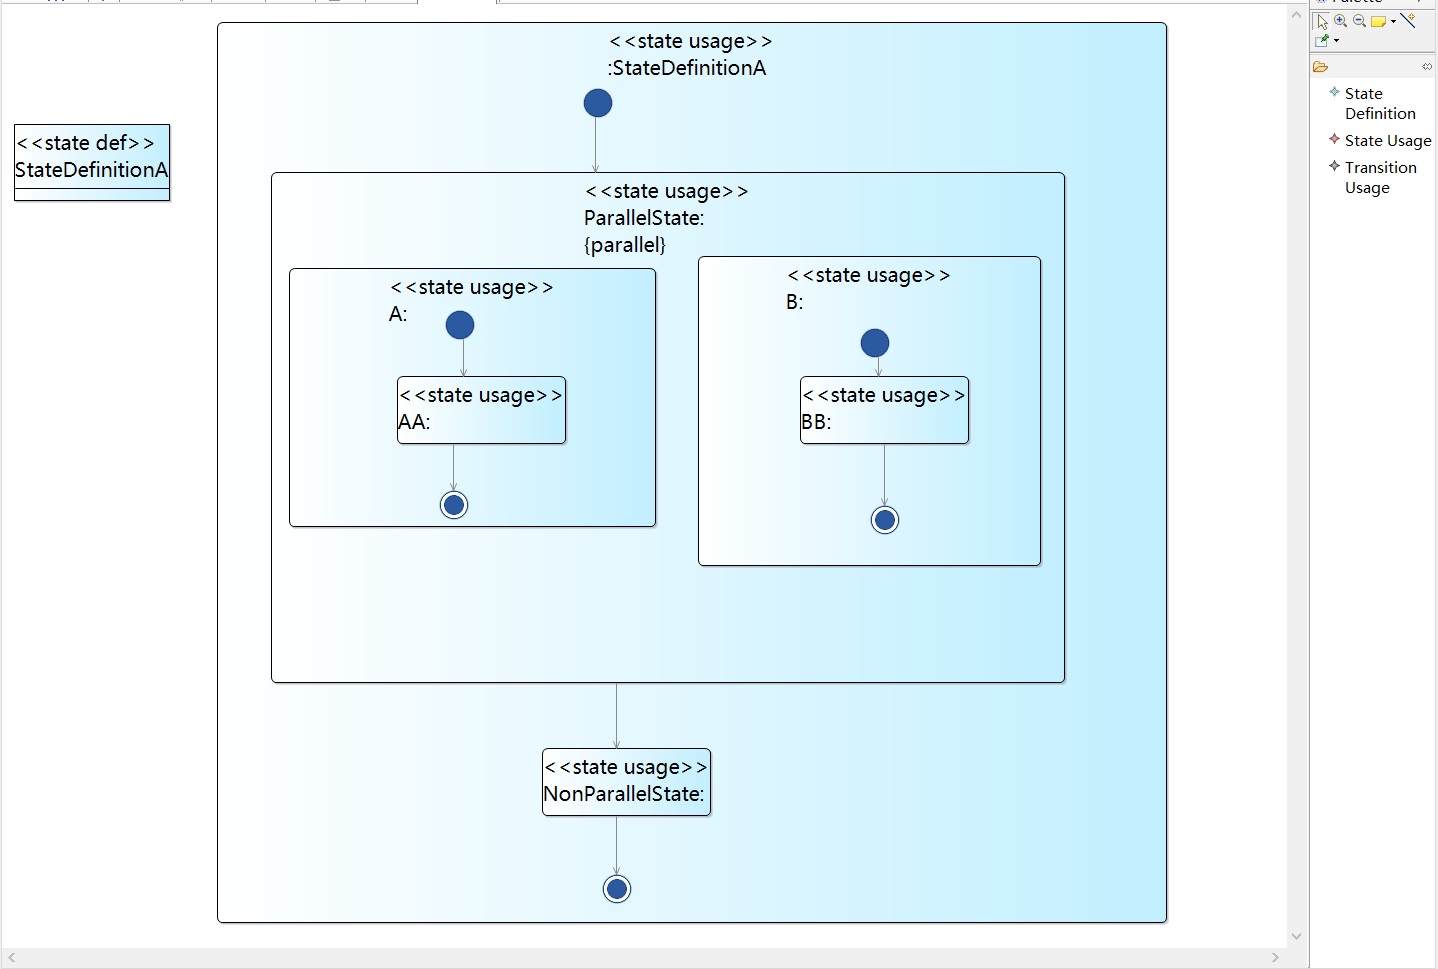 <<state usage>>
:StateDefinitionA
<<state def>>
StateDefinitionA
<<state usage>>
ParallelState:
{parallel}
<<state usage>>
A:
<<state usage>>
AA:
<<state usage>>
B:
<<state usage>>
BB:
<<state usage>>
NonParallelState:
Palette
State
Definition
State Usage
Transition
Usage